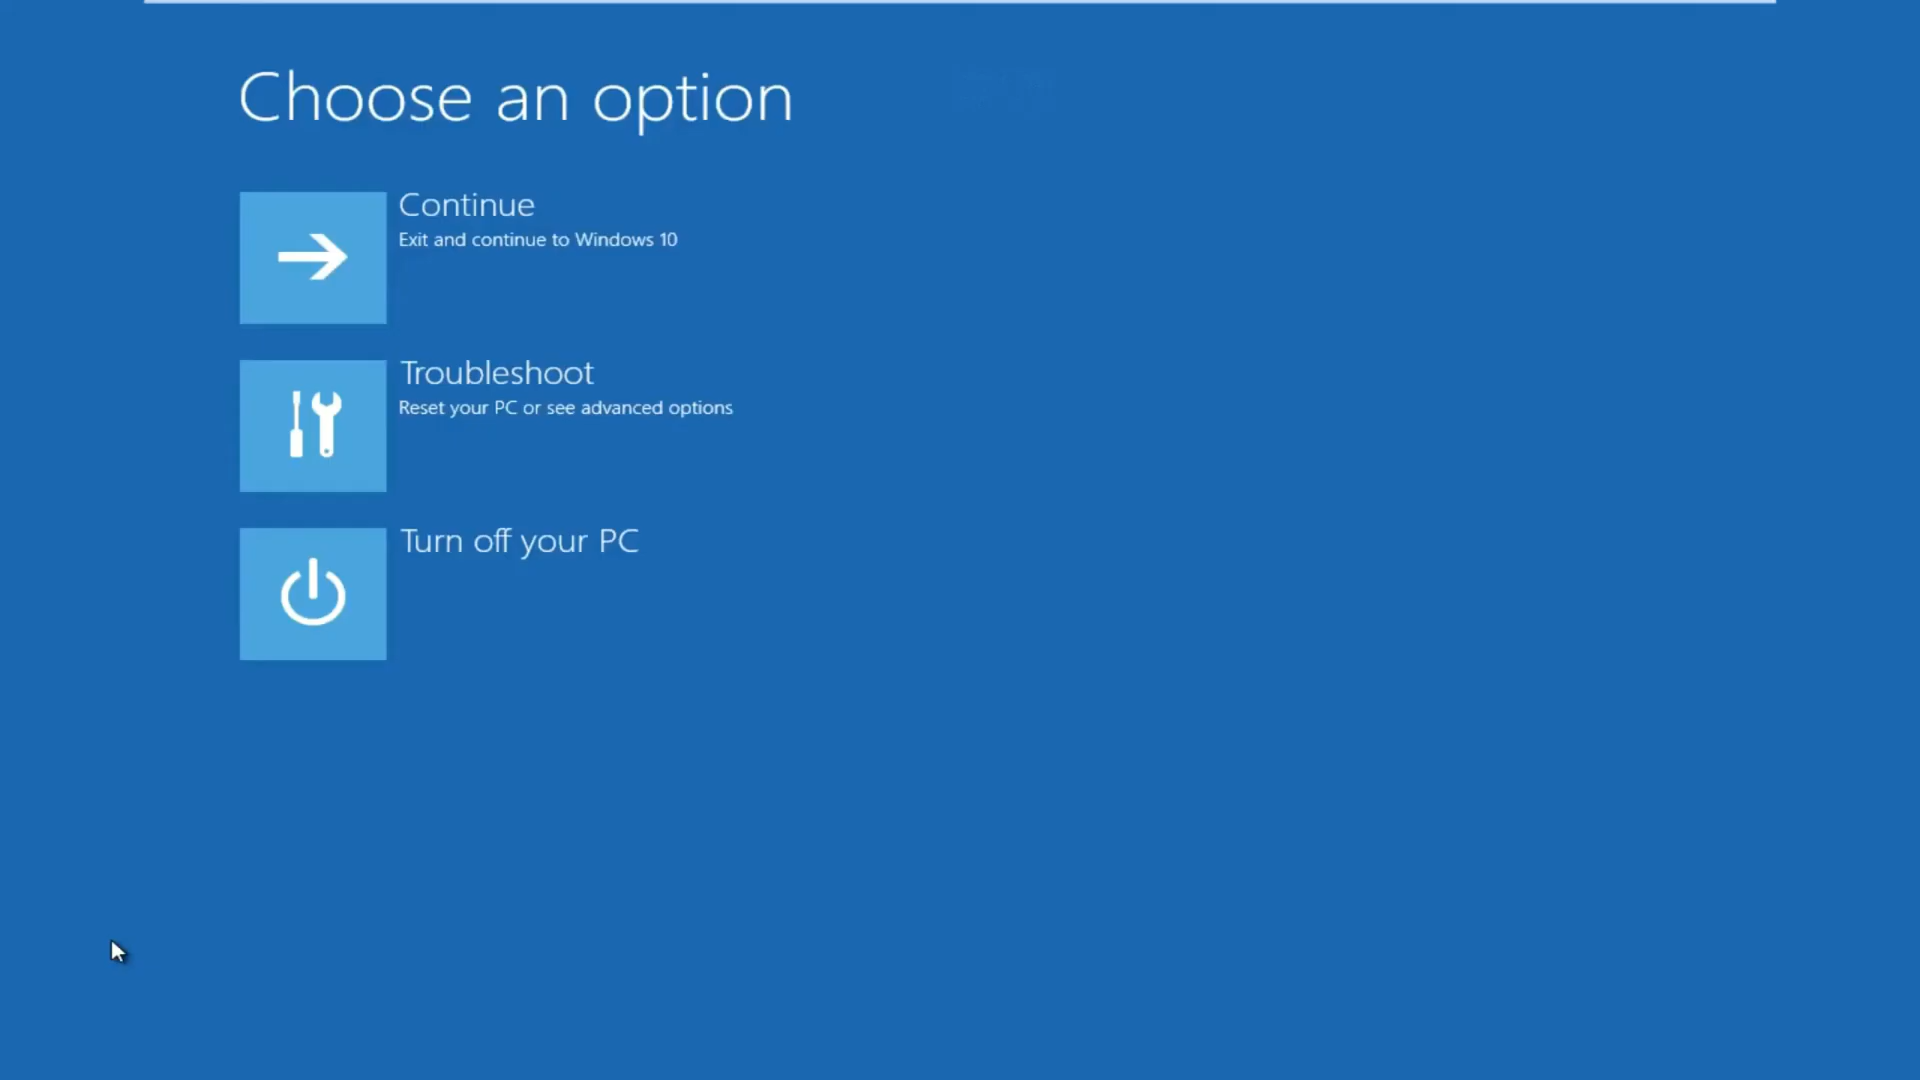 Choose an option
Continue
Exit and continue to Windows 10
Troubleshoot
Reset your PC or see advanced options
Turn off your PC